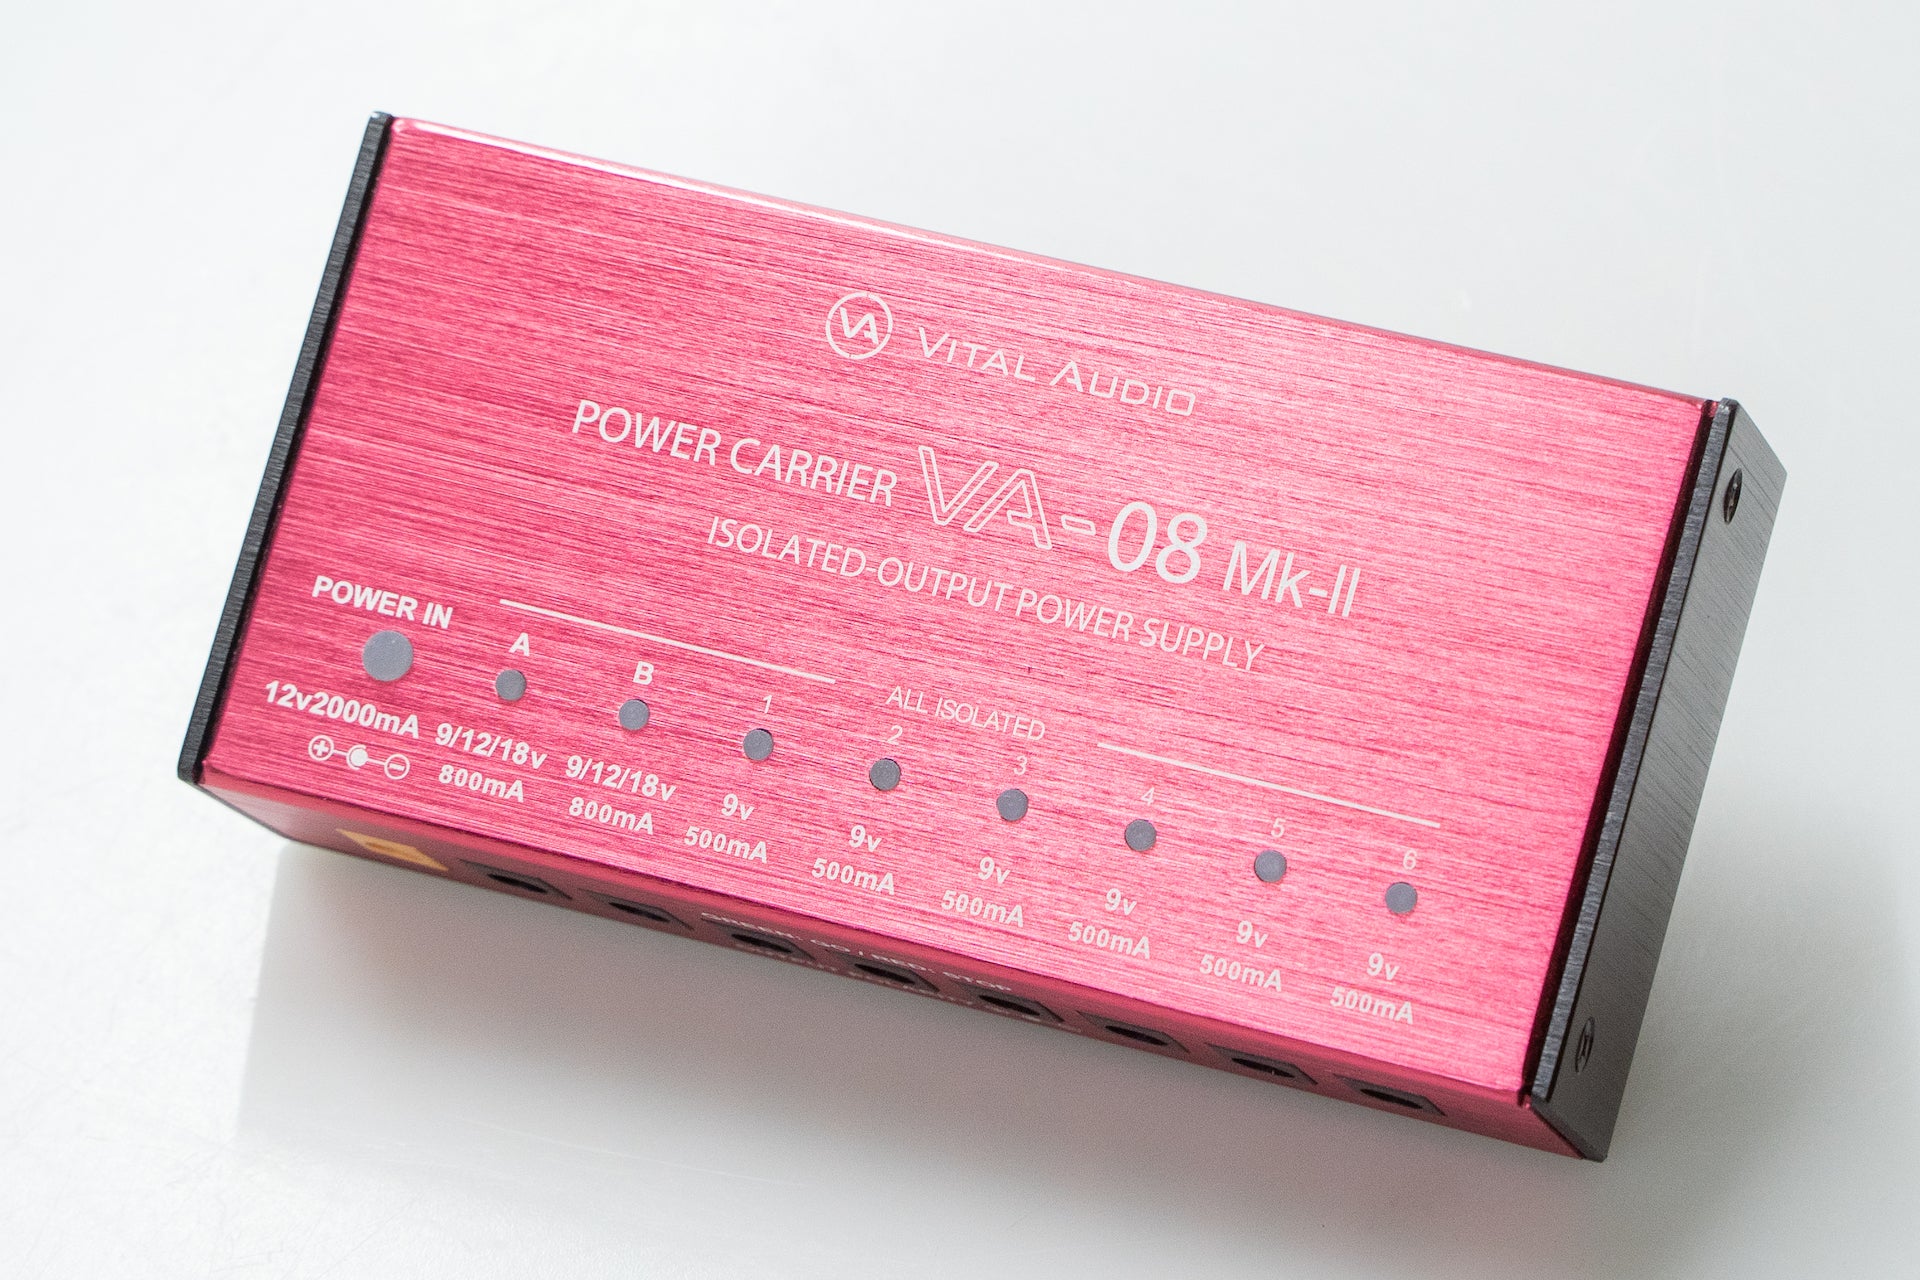 VA VITAL AUDIO
POWER CARRIER VA-08 Mk-II
ISOLATED-OUTPUT POWER SUPPLY
POWER IN
12v2000mA
A
9/12/18v
800mA
B
9/12/18v
800mA
ALL ISOLATED
1
9v
500mA
2
9v
500mA
3
9v
500mA
4
9v
500mA
5
9v
500mA
6
9v
500mA
STOP